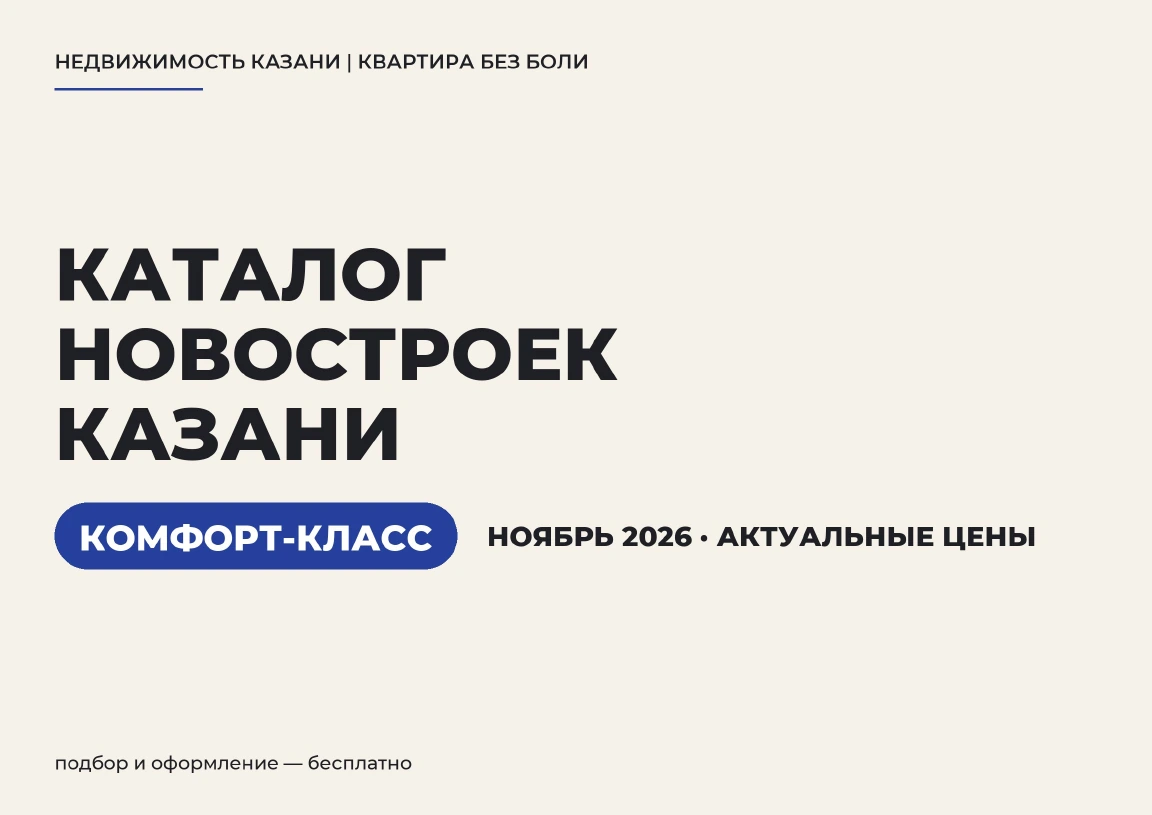 НЕДВИЖИМОСТЬ КАЗАНИ | КВАРТИРА БЕЗ БОЛИ
КАТАЛОГ
НОВОСТРОЕК
КАЗАНИ
КОМФОРТ-КЛАСС
НОЯБРЬ 2026 • АКТУАЛЬНЫЕ ЦЕНЫ
подбор и оформление — бесплатно